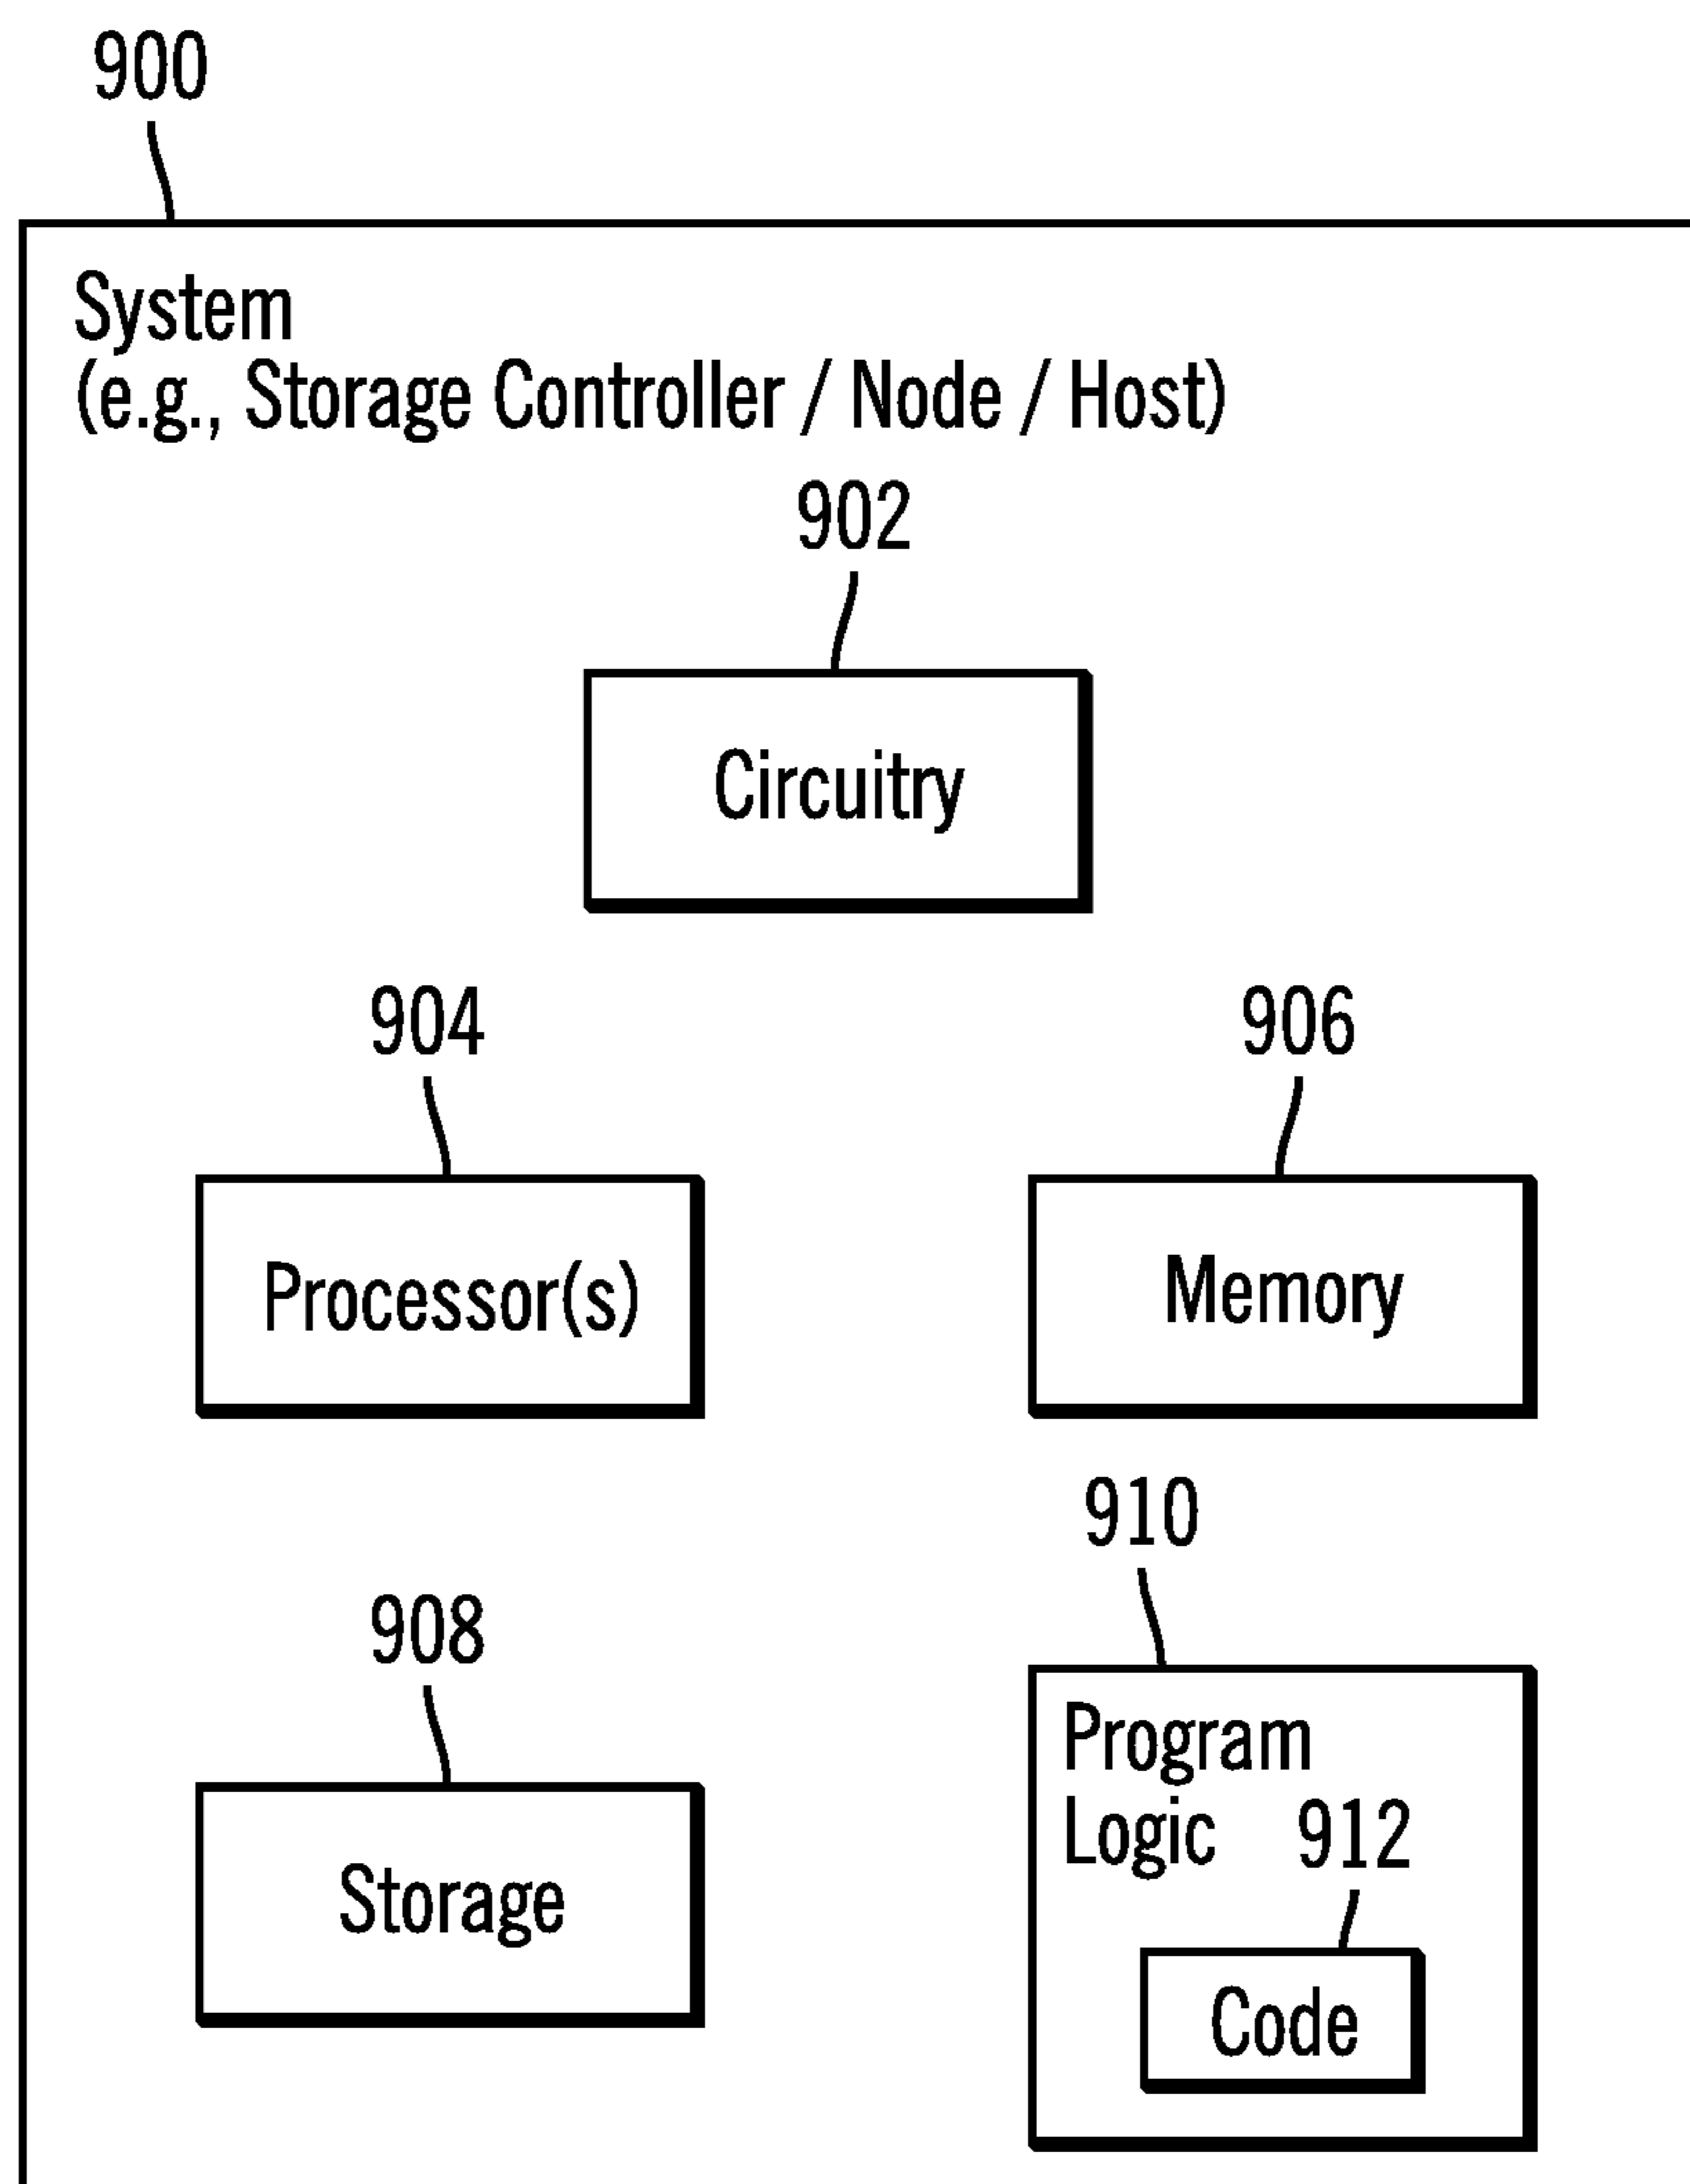 900
System
(e.g., Storage Controller / Node / Host)
902
Circuitry
904
906
Processor(s)
Memory
910
908
Program
Logic 912
Storage
Code